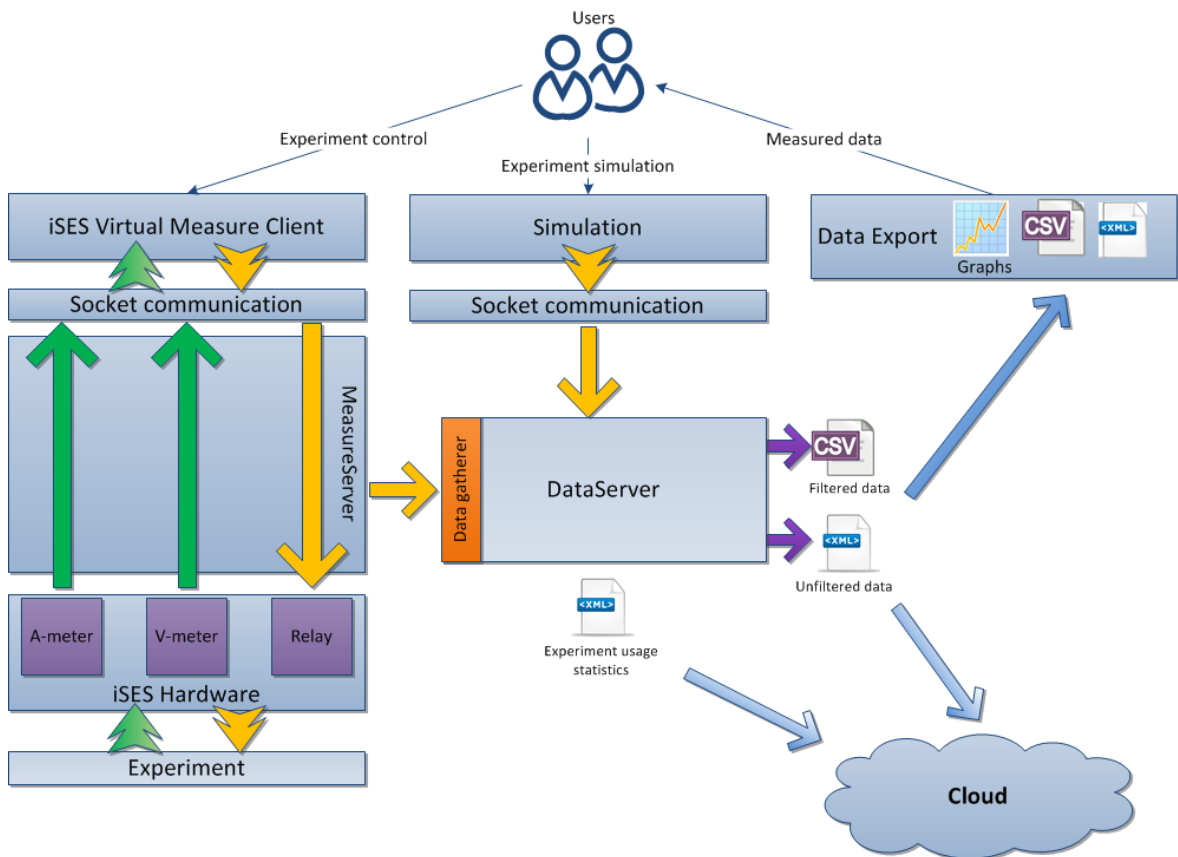 Users
Experiment control
Experiment simulation
Measured data
iSES Virtual Measure Client
Simulation
Data Export
CSV
<XML>
Graphs
Socket communication
Socket communication
MeasureServer
Data gatherer
DataServer
CSV
Filtered data
<XML>
Unfiltered data
<XML>
Experiment usage
statistics
A-meter
V-meter
Relay
iSES Hardware
Experiment
Cloud